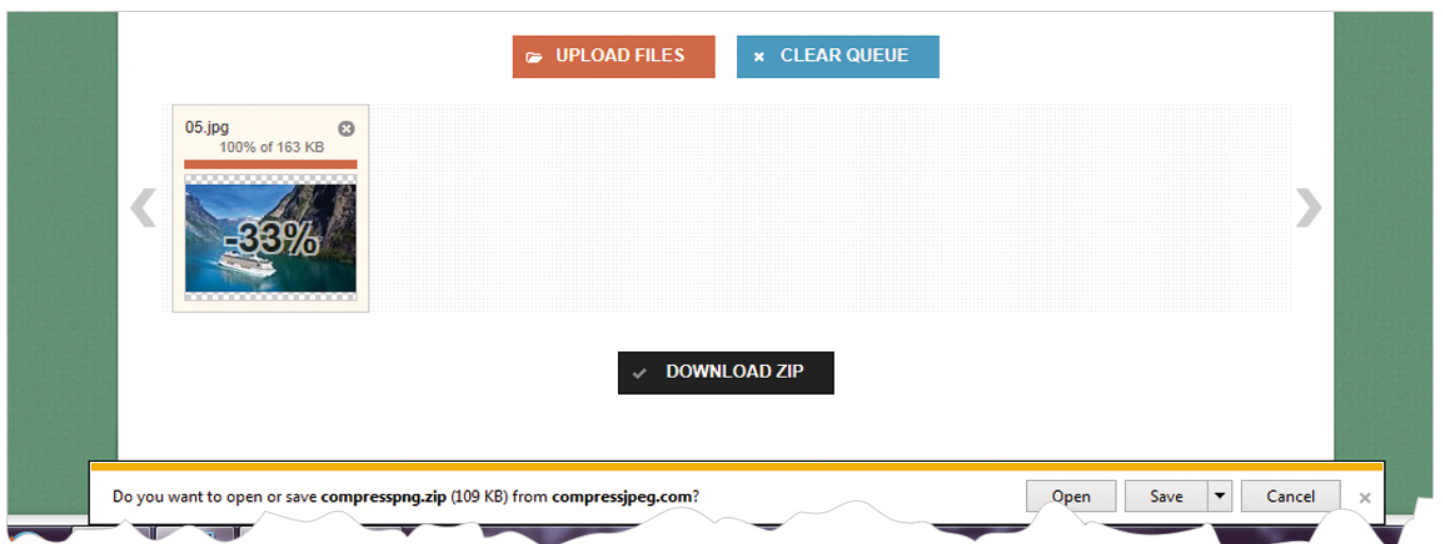 UPLOAD FILES
CLEAR QUEUE
05.jpg
100% of 163 KB
-33%
DOWNLOAD ZIP
Do you want to open or save compresspng.zip (109 KB) from compressjpeg.com?
Open
Save
Cancel